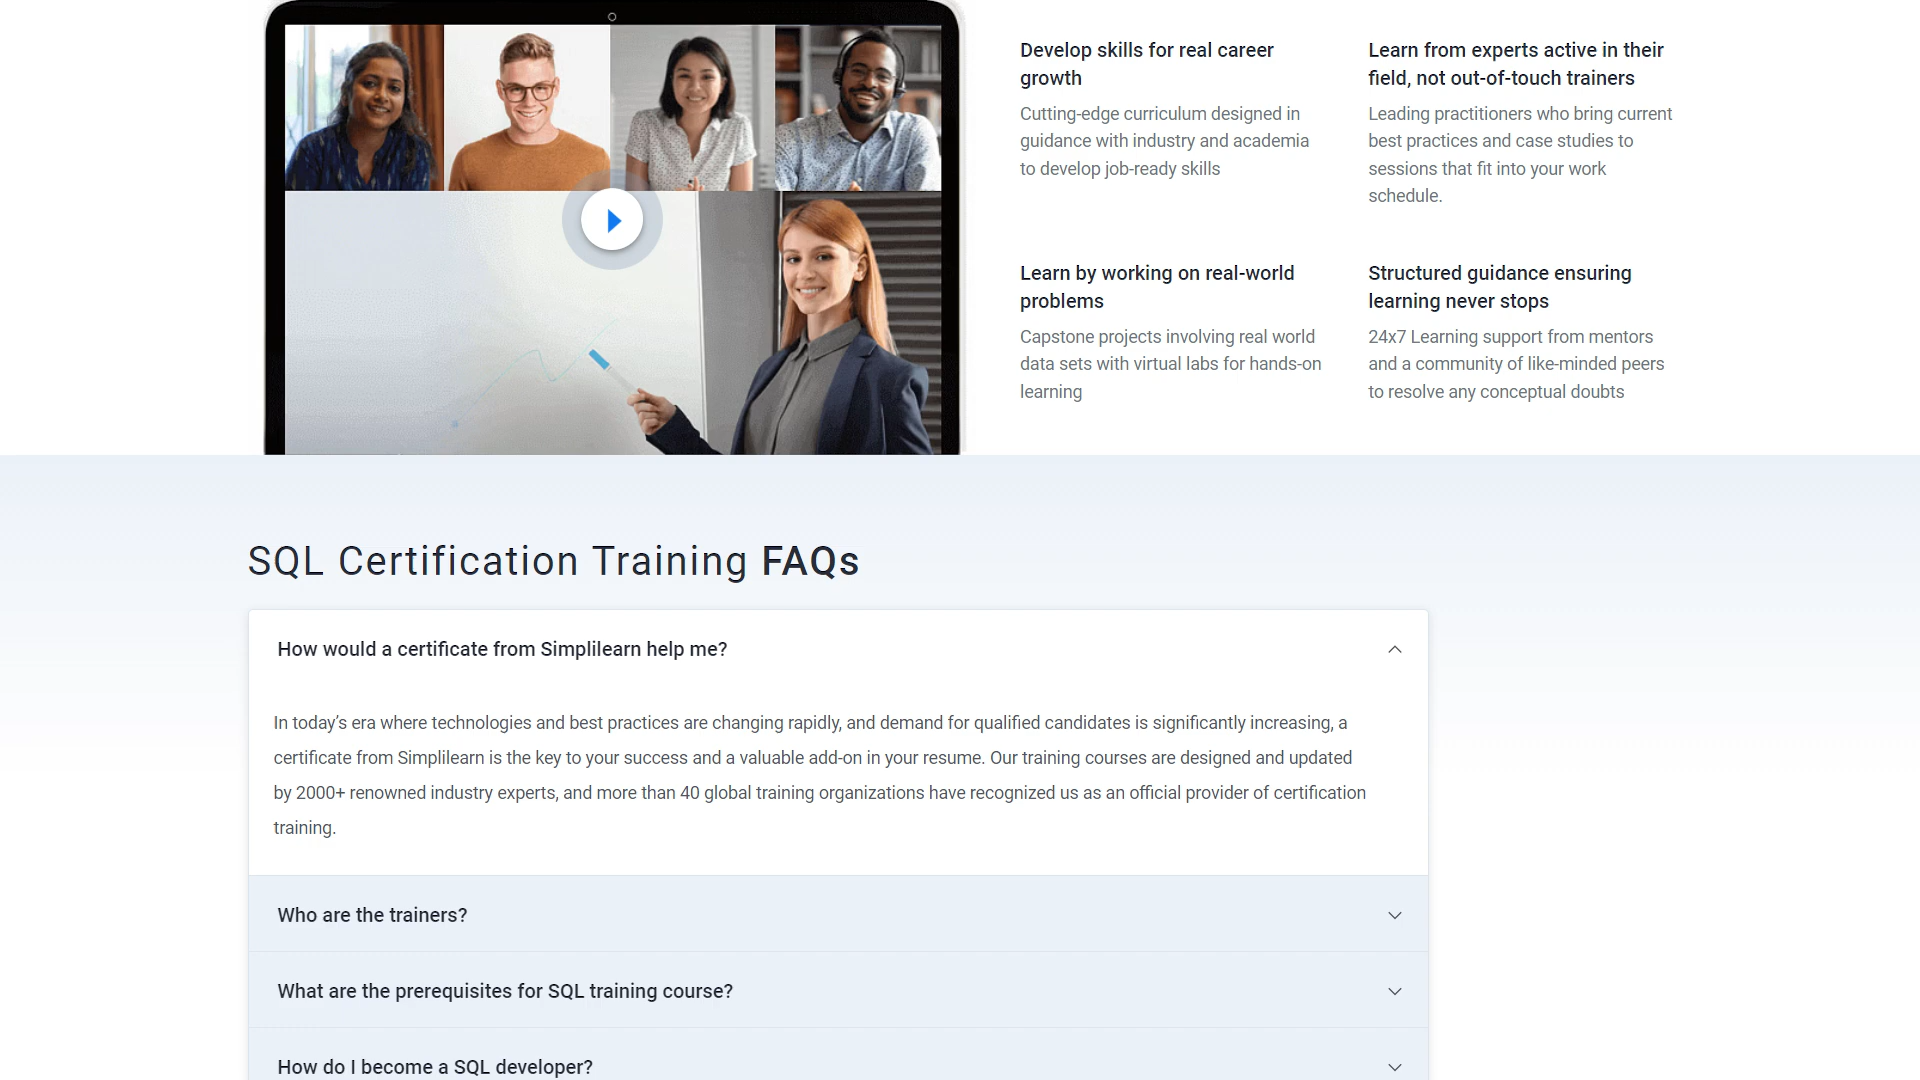 Develop skills for real career
growth
Cutting-edge curriculum designed in
guidance with industry and academia
to develop job-ready skills
Learn from experts active in their
field, not out-of-touch trainers
Leading practitioners who bring current
best practices and case studies to
sessions that fit into your work
schedule.
Learn by working on real-world
problems
Capstone projects involving real world
data sets with virtual labs for hands-on
learning
Structured guidance ensuring
learning never stops
24x7 Learning support from mentors
and a community of like-minded peers
to resolve any conceptual doubts
SQL Certification Training FAQs
How would a certificate from Simplilearn help me?
In today’s era where technologies and best practices are changing rapidly, and demand for qualified candidates is significantly increasing, a
certificate from Simplilearn is the key to your success and a valuable add-on in your resume. Our training courses are designed and updated
by 2000+ renowned industry experts, and more than 40 global training organizations have recognized us as an official provider of certification
training.
Who are the trainers?
What are the prerequisites for SQL training course?
How do I become a SQL developer?